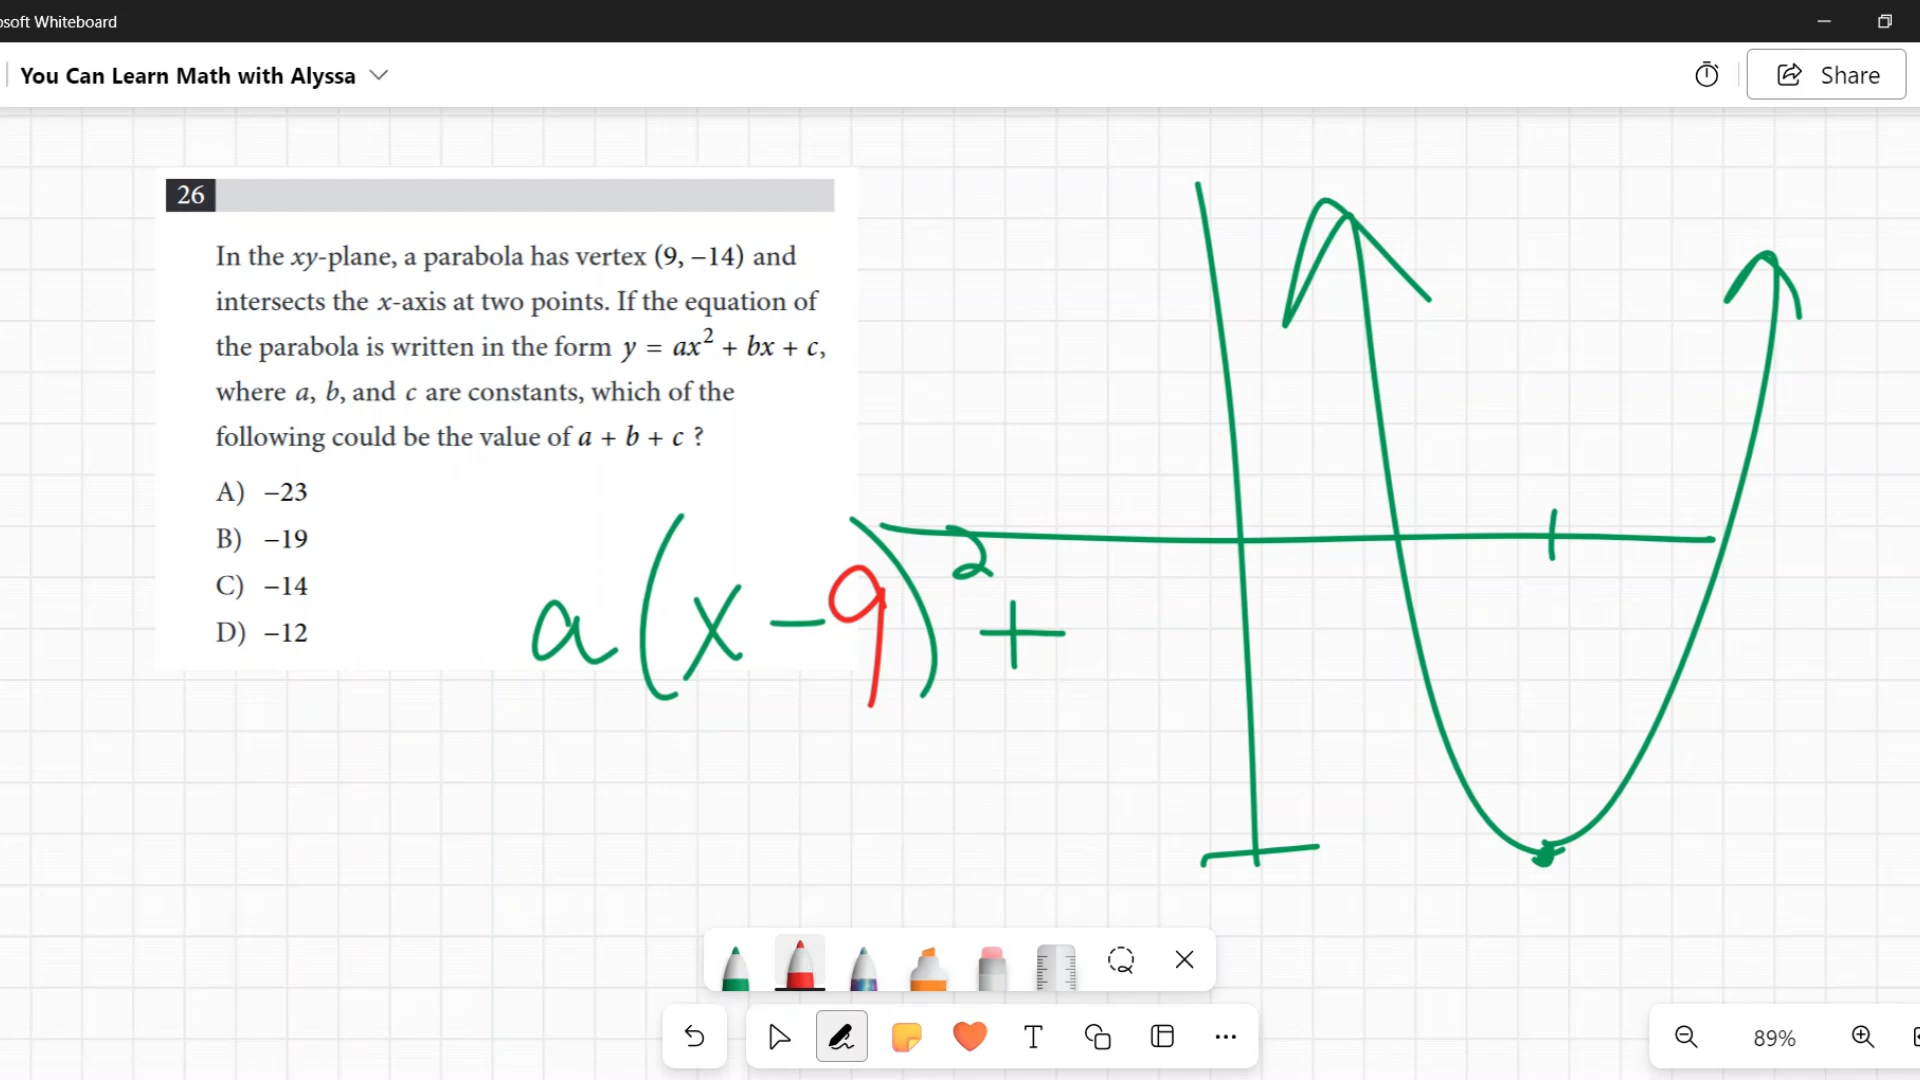 osoft Whiteboard
You Can Learn Math with Alyssa
Share
26
In the xy-plane, a parabola has vertex (9, −14) and
intersects the x-axis at two points. If the equation of
the parabola is written in the form y = ax² + bx + c,
where a, b, and c are constants, which of the
following could be the value of a + b + c ?
A) −23
B) −19
C) −14
D) −12
a(x−9)² +
89%